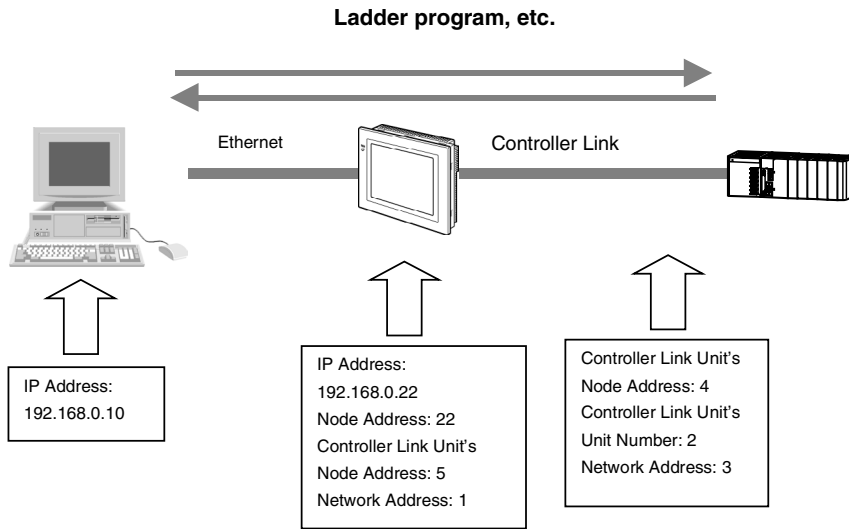 Ladder program, etc.
Ethernet
Controller Link
IP Address:
192.168.0.10
IP Address:
192.168.0.22
Node Address: 22
Controller Link Unit's
Node Address: 5
Network Address: 1
Controller Link Unit's
Node Address: 4
Controller Link Unit's
Unit Number: 2
Network Address: 3